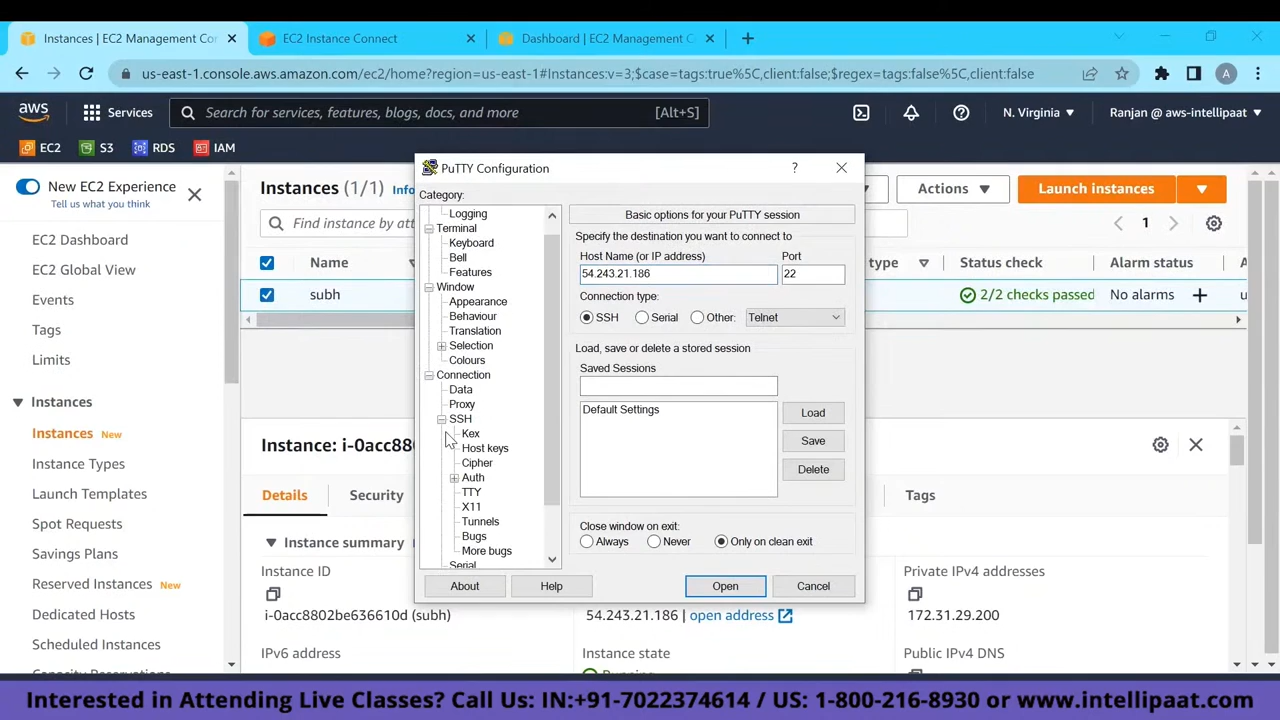 Instances | EC2 Management Cor
EC2 Instance Connect
Dashboard | EC2 Management C
us-east-1.console.aws.amazon.com/ec2/home?region=us-east-1#Instances:v=3;$case=tags:true%5C,client:false;$regex=tags:false%5C,client:false
A
aws
Services
Search for services, features, blogs, docs, and more
[Alt+S]
N. Virginia
Ranjan @ aws-intellipaat
EC2
S3
RDS
IAM
New EC2 Experience
Tell us what you think
EC2 Dashboard
EC2 Global View
Events
Tags
Limits
Instances
Instances New
Instance Types
Launch Templates
Spot Requests
Savings Plans
Reserved Instances New
Dedicated Hosts
Scheduled Instances
Instances (1/1) Info
Actions
Launch instances
Find instance by att
1
Name
type
Status check
Alarm status
subh
2/2 checks passed
No alarms
Instance: i-0acc880
Details
Security
Tags
Instance summary
Instance ID
i-0acc8802be636610d (subh)
54.243.21.186 | open address
Private IPv4 addresses
172.31.29.200
IPv6 address
Instance state
Public IPv4 DNS
PuTTY Configuration
?
Category:
Logging
Terminal
Keyboard
Bell
Features
Window
Appearance
Behaviour
Translation
Selection
Colours
Connection
Data
Proxy
SSH
Kex
Host keys
Cipher
Auth
TTY
X11
Tunnels
Bugs
More bugs
Serial
Basic options for your PuTTY session
Specify the destination you want to connect to
Host Name (or IP address)
Port
54.243.21.186
22
Connection type:
SSH
Serial
Other:
Telnet
Load, save or delete a stored session
Saved Sessions
Default Settings
Load
Save
Delete
Close window on exit:
Always
Never
Only on clean exit
About
Help
Open
Cancel
Interested in Attending Live Classes? Call Us: IN:+91-7022374614 / US: 1-800-216-8930 or www.intellipaat.com